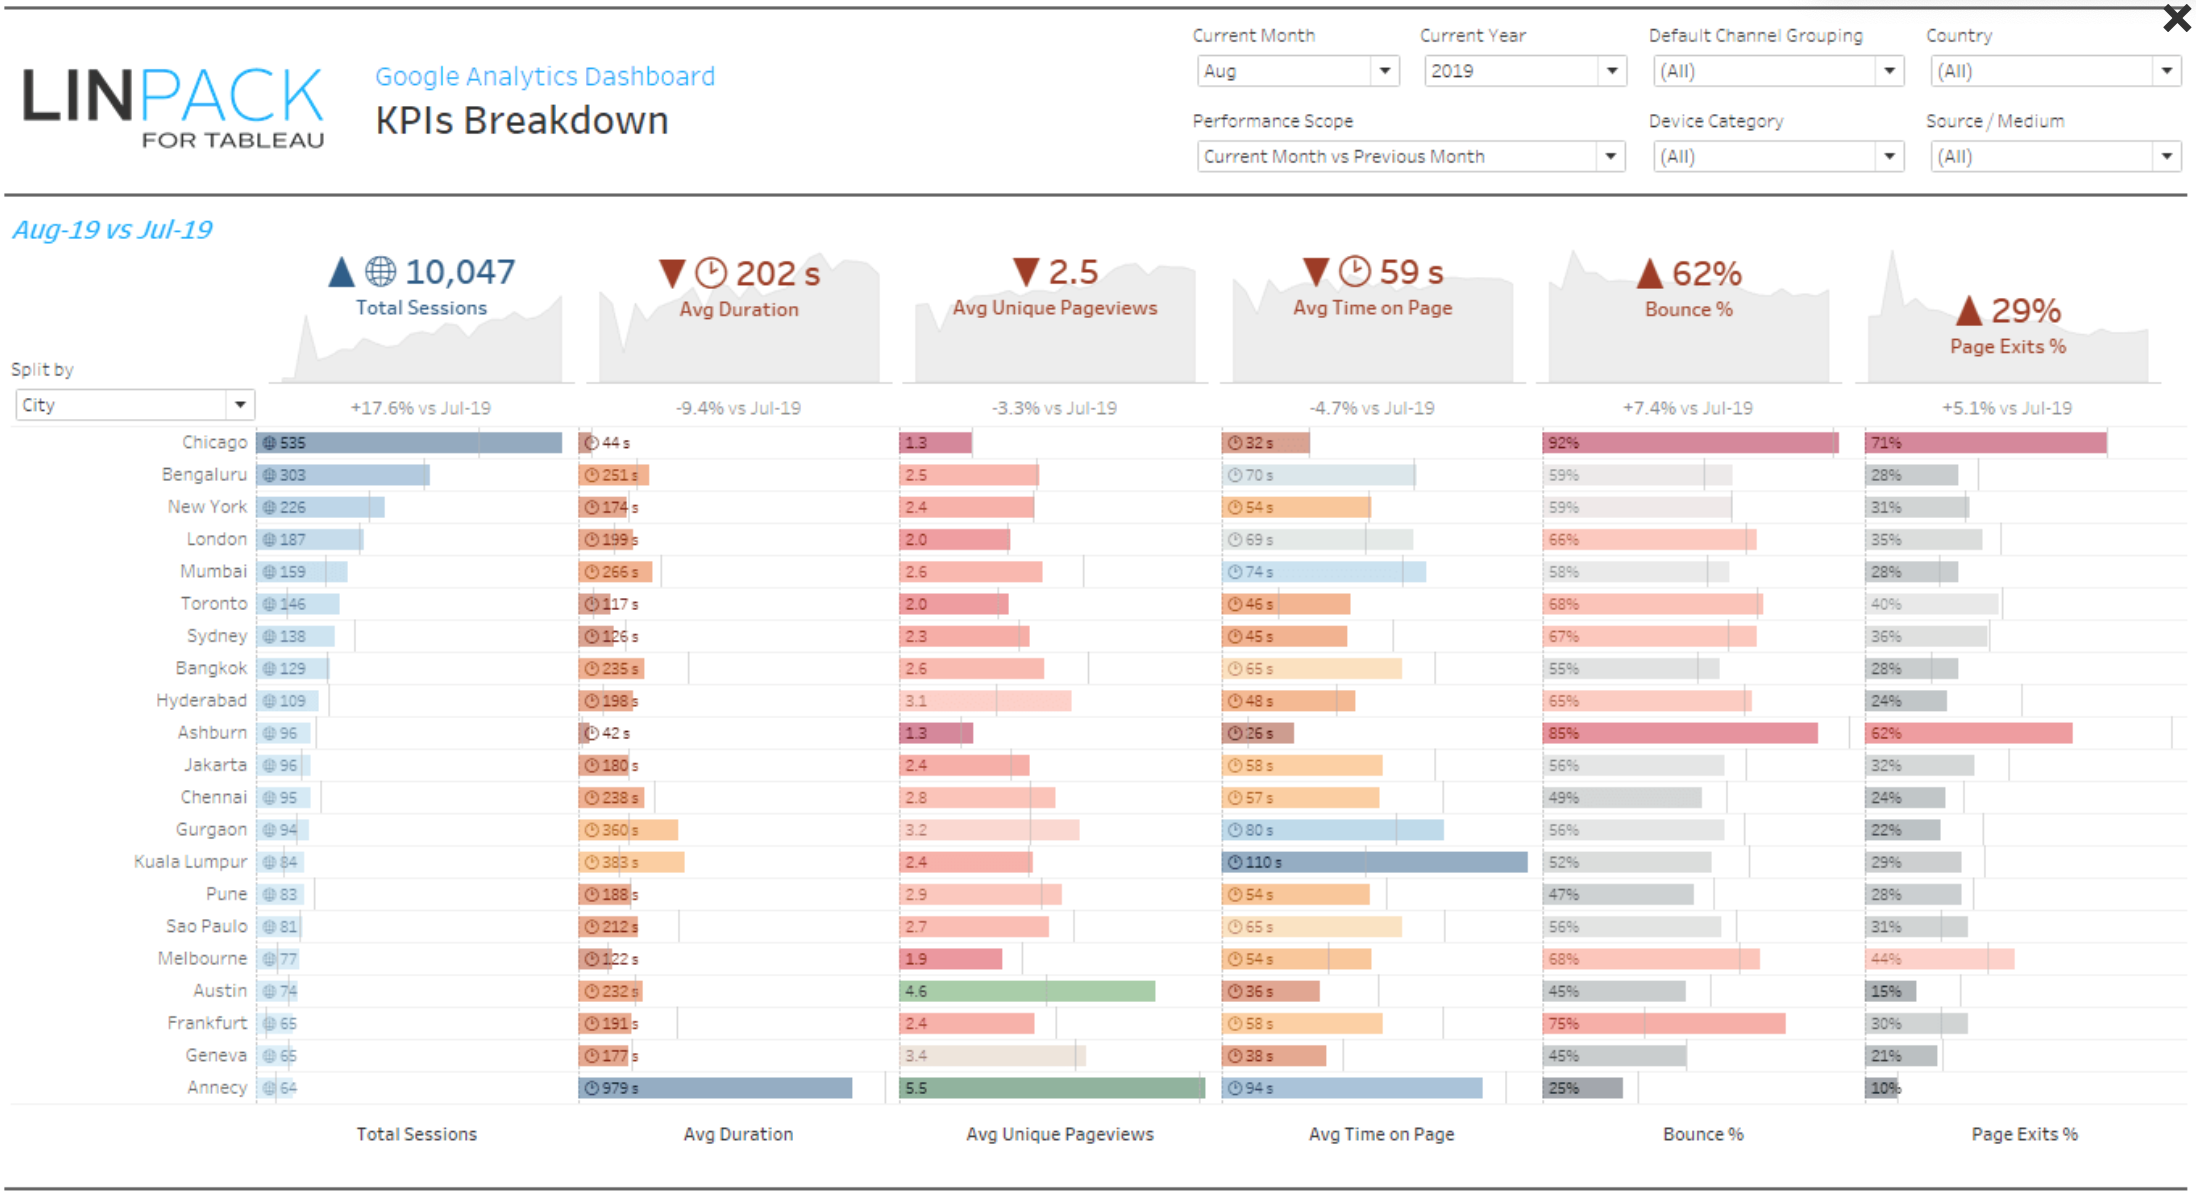 Current Month Current Year Default Channel Grouping Country
Aug 2019 (All) (All)
LINPACK
FOR TABLEAU
Google Analytics Dashboard
KPIs Breakdown
Performance Scope Device Category Source / Medium
Current Month vs Previous Month (All) (All)
Aug-19 vs Jul-19
10,047 202 s 2.5 59 s 62% 29%
Total Sessions Avg Duration Avg Unique Pageviews Avg Time on Page Bounce % Page Exits %
Split by
City +17.6% vs Jul-19 -9.4% vs Jul-19 -3.3% vs Jul-19 -4.7% vs Jul-19 +7.4% vs Jul-19 +5.1% vs Jul-19
Chicago 535 44 s 1.3 32 s 92% 71%
Bengaluru 303 251 s 2.5 70 s 59% 28%
New York 226 174 s 2.4 54 s 59% 31%
London 187 199 s 2.0 69 s 66% 35%
Mumbai 159 266 s 2.6 74 s 58% 28%
Toronto 146 117 s 2.0 46 s 68% 40%
Sydney 138 126 s 2.3 45 s 67% 36%
Bangkok 129 235 s 2.6 65 s 55% 28%
Hyderabad 109 198 s 3.1 48 s 65% 24%
Ashburn 96 42 s 1.3 26 s 85% 62%
Jakarta 96 180 s 2.4 58 s 56% 32%
Chennai 95 238 s 2.8 57 s 49% 24%
Gurgaon 94 360 s 3.2 80 s 56% 22%
Kuala Lumpur 84 383 s 2.4 110 s 52% 29%
Pune 83 188 s 2.9 54 s 47% 28%
Sao Paulo 81 212 s 2.7 65 s 56% 31%
Melbourne 77 122 s 1.9 54 s 68% 44%
Austin 74 232 s 4.6 36 s 45% 15%
Frankfurt 65 191 s 2.4 58 s 75% 30%
Geneva 65 177 s 3.4 38 s 45% 21%
Annecy 64 979 s 5.5 94 s 25% 10%
Total Sessions Avg Duration Avg Unique Pageviews Avg Time on Page Bounce % Page Exits %